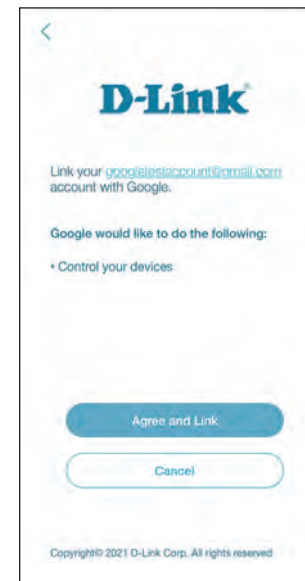 D-Link
Link your googletestaccount@gmail.com
account with Google.
Google would like to do the following:
• Control your devices
Agree and Link
Cancel
Copyright© 2021 D-Link Corp. All rights reserved